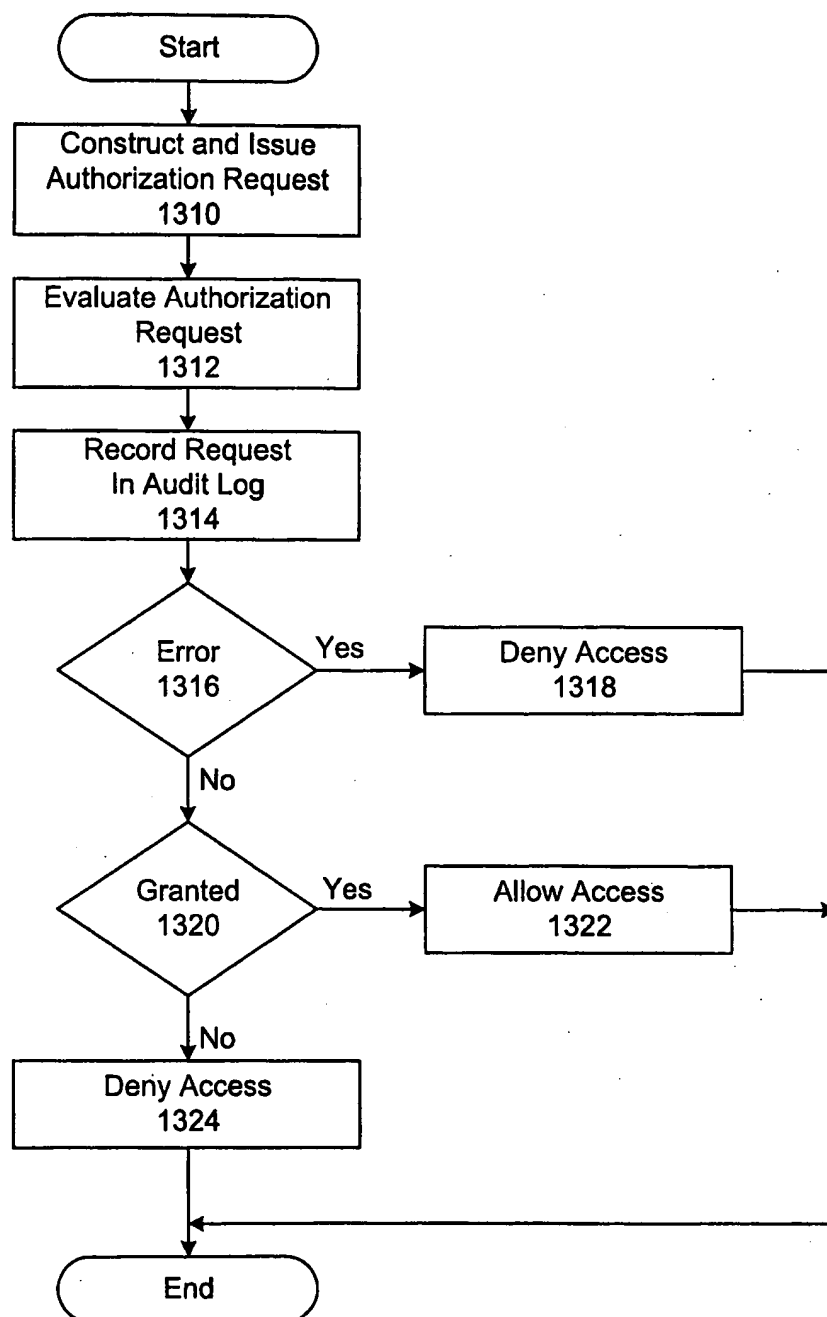 Start
Construct and Issue
Authorization Request
1310
Evaluate Authorization
Request
1312
Record Request
In Audit Log
1314
Error
1316
Yes
Deny Access
1318
No
Granted
1320
Yes
Allow Access
1322
No
Deny Access
1324
End